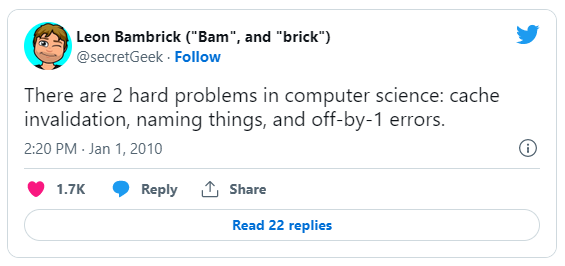 Leon Bambrick ("Bam", and "brick")
@secretGeek · Follow
There are 2 hard problems in computer science: cache
invalidation, naming things, and off-by-1 errors.
2:20 PM · Jan 1, 2010
1.7K Reply Share
Read 22 replies